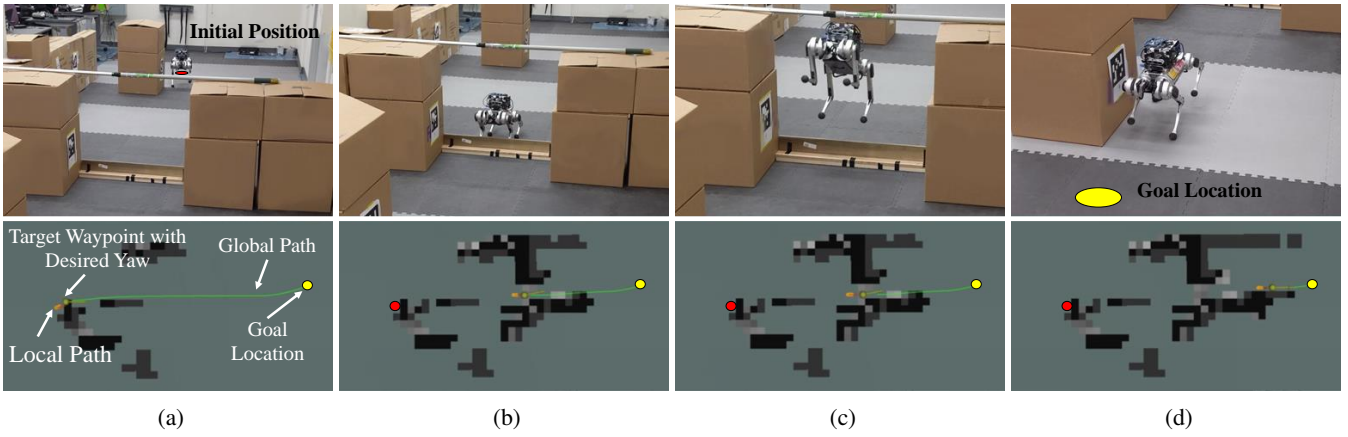 Initial Position
Goal Location
Target Waypoint with
Desired Yaw
Global Path
Local Path
Goal
Location
(a)
(b)
(c)
(d)